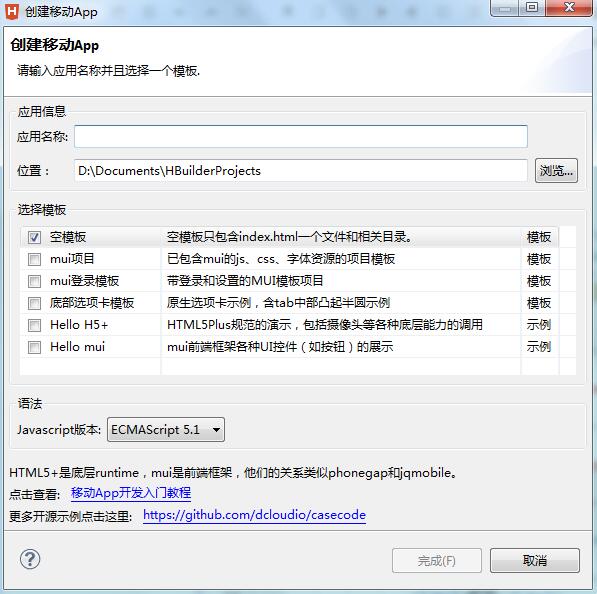 创建移动App
创建移动App
请输入应用名称并且选择一个模板.
应用信息
应用名称:
位置： D:\Documents\HBuilderProjects 浏览...
选择模板
空模板 空模板只包含index.html一个文件和相关目录。 模板
mui项目 已包含mui的js、css、字体资源的项目模板 模板
mui登录模板 带登录和设置的MUI模板项目 模板
底部选项卡模板 原生选项卡示例，含tab中部凸起半圆示例 模板
Hello H5+ HTML5Plus规范的演示，包括摄像头等各种底层能力的调用 示例
Hello mui mui前端框架各种UI控件（如按钮）的展示 示例
语法
Javascript版本: ECMAScript 5.1
HTML5+是底层runtime，mui是前端框架，他们的关系类似phonegap和jqmobile。
点击查看: 移动App开发入门教程
更多开源示例点击这里: https://github.com/dcloudio/casecode
完成(F) 取消